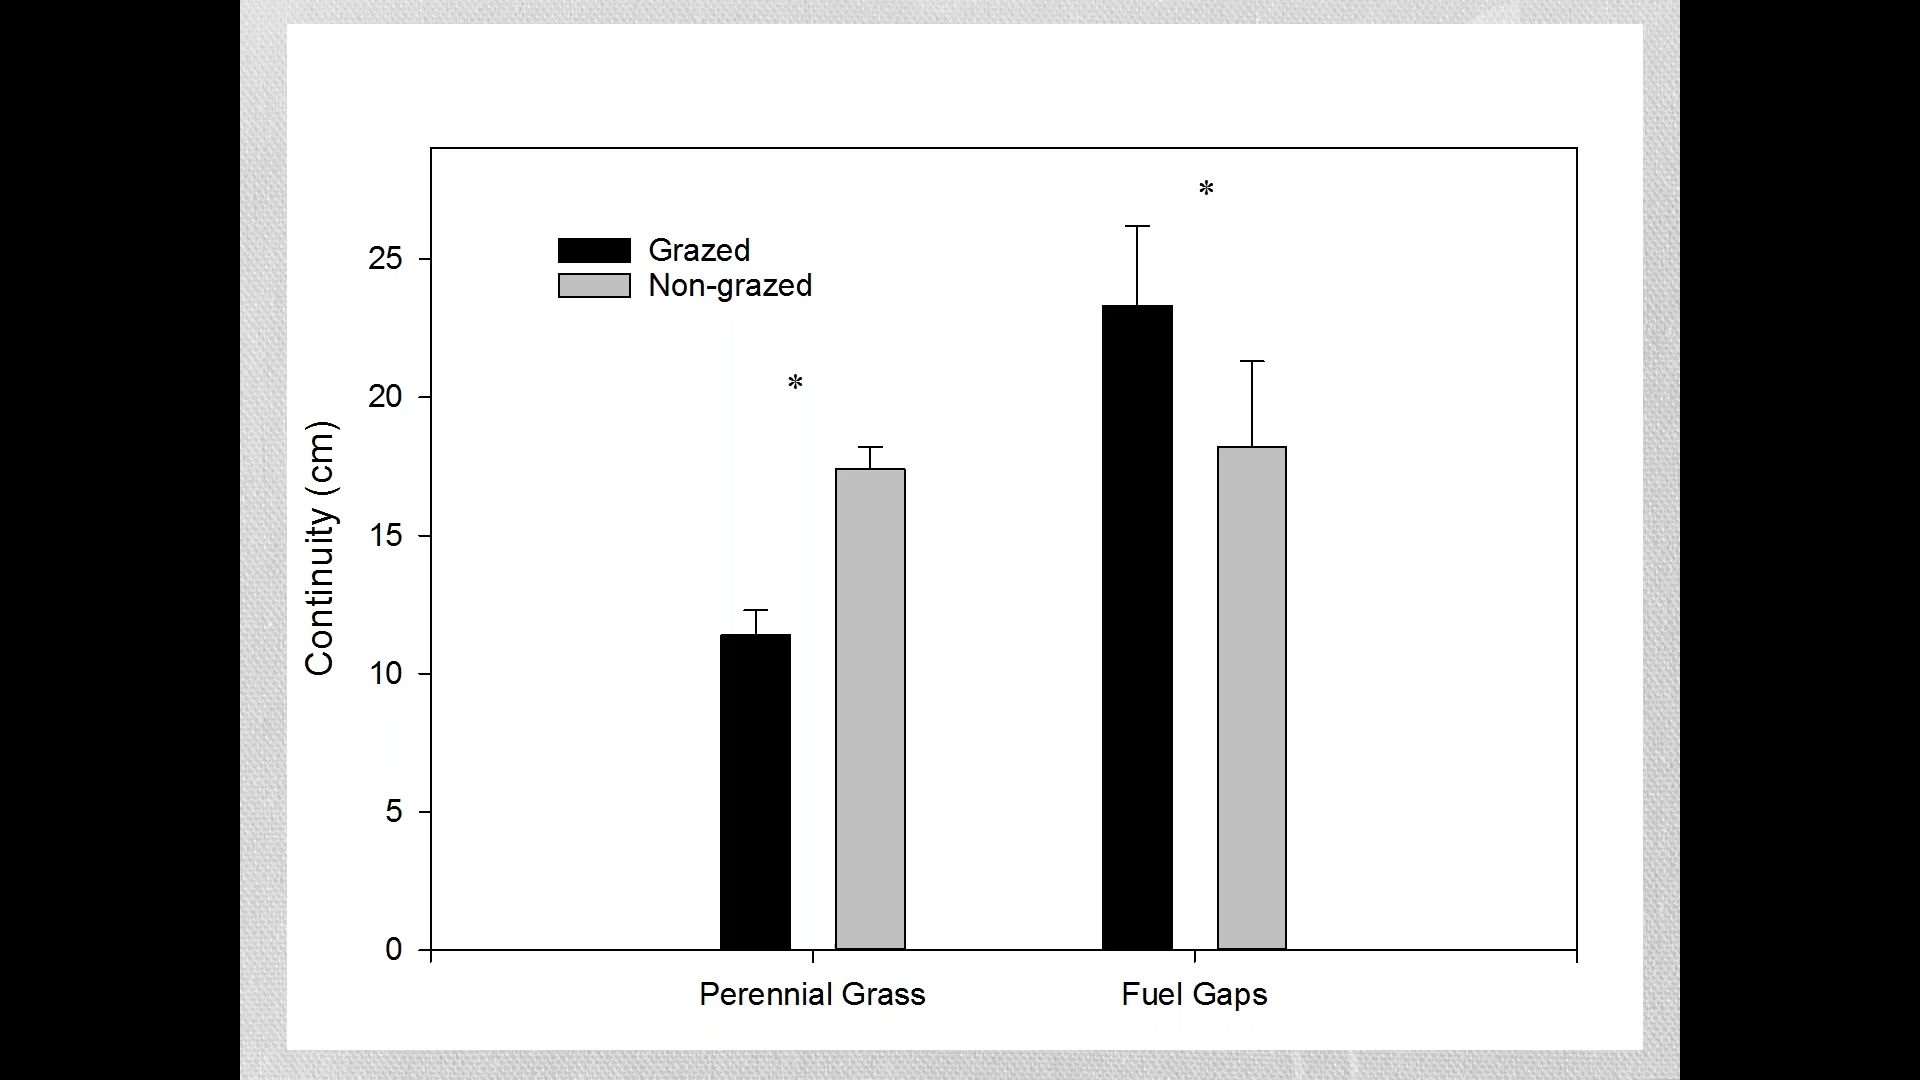 *
Grazed
25
Non-grazed
*
20
Continuity (cm)
15
10
5
0
Perennial Grass
Fuel Gaps